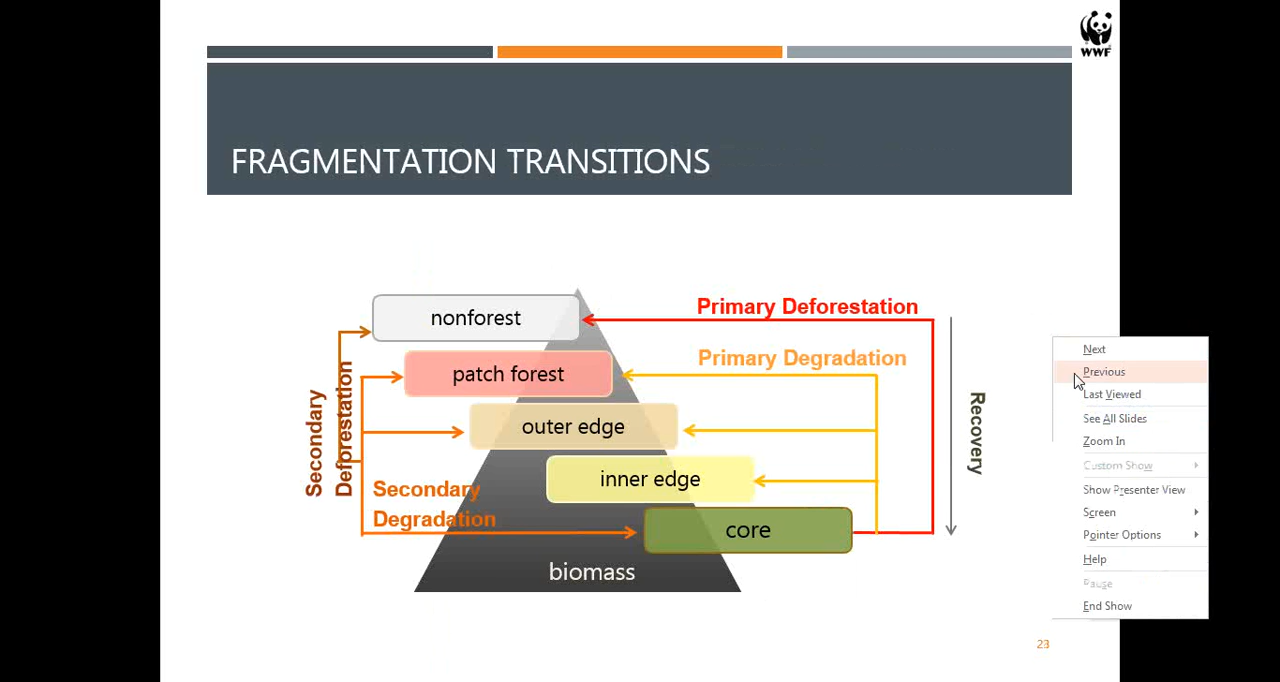 WWF
FRAGMENTATION TRANSITIONS
nonforest
Primary Deforestation
patch forest
Primary Degradation
outer edge
inner edge
core
biomass
Secondary
Deforestation
Secondary
Degradation
Recovery
Next
Previous
Last Viewed
See All Slides
Zoom In
Custom Show
Show Presenter View
Screen
Pointer Options
Help
Pause
End Show
23